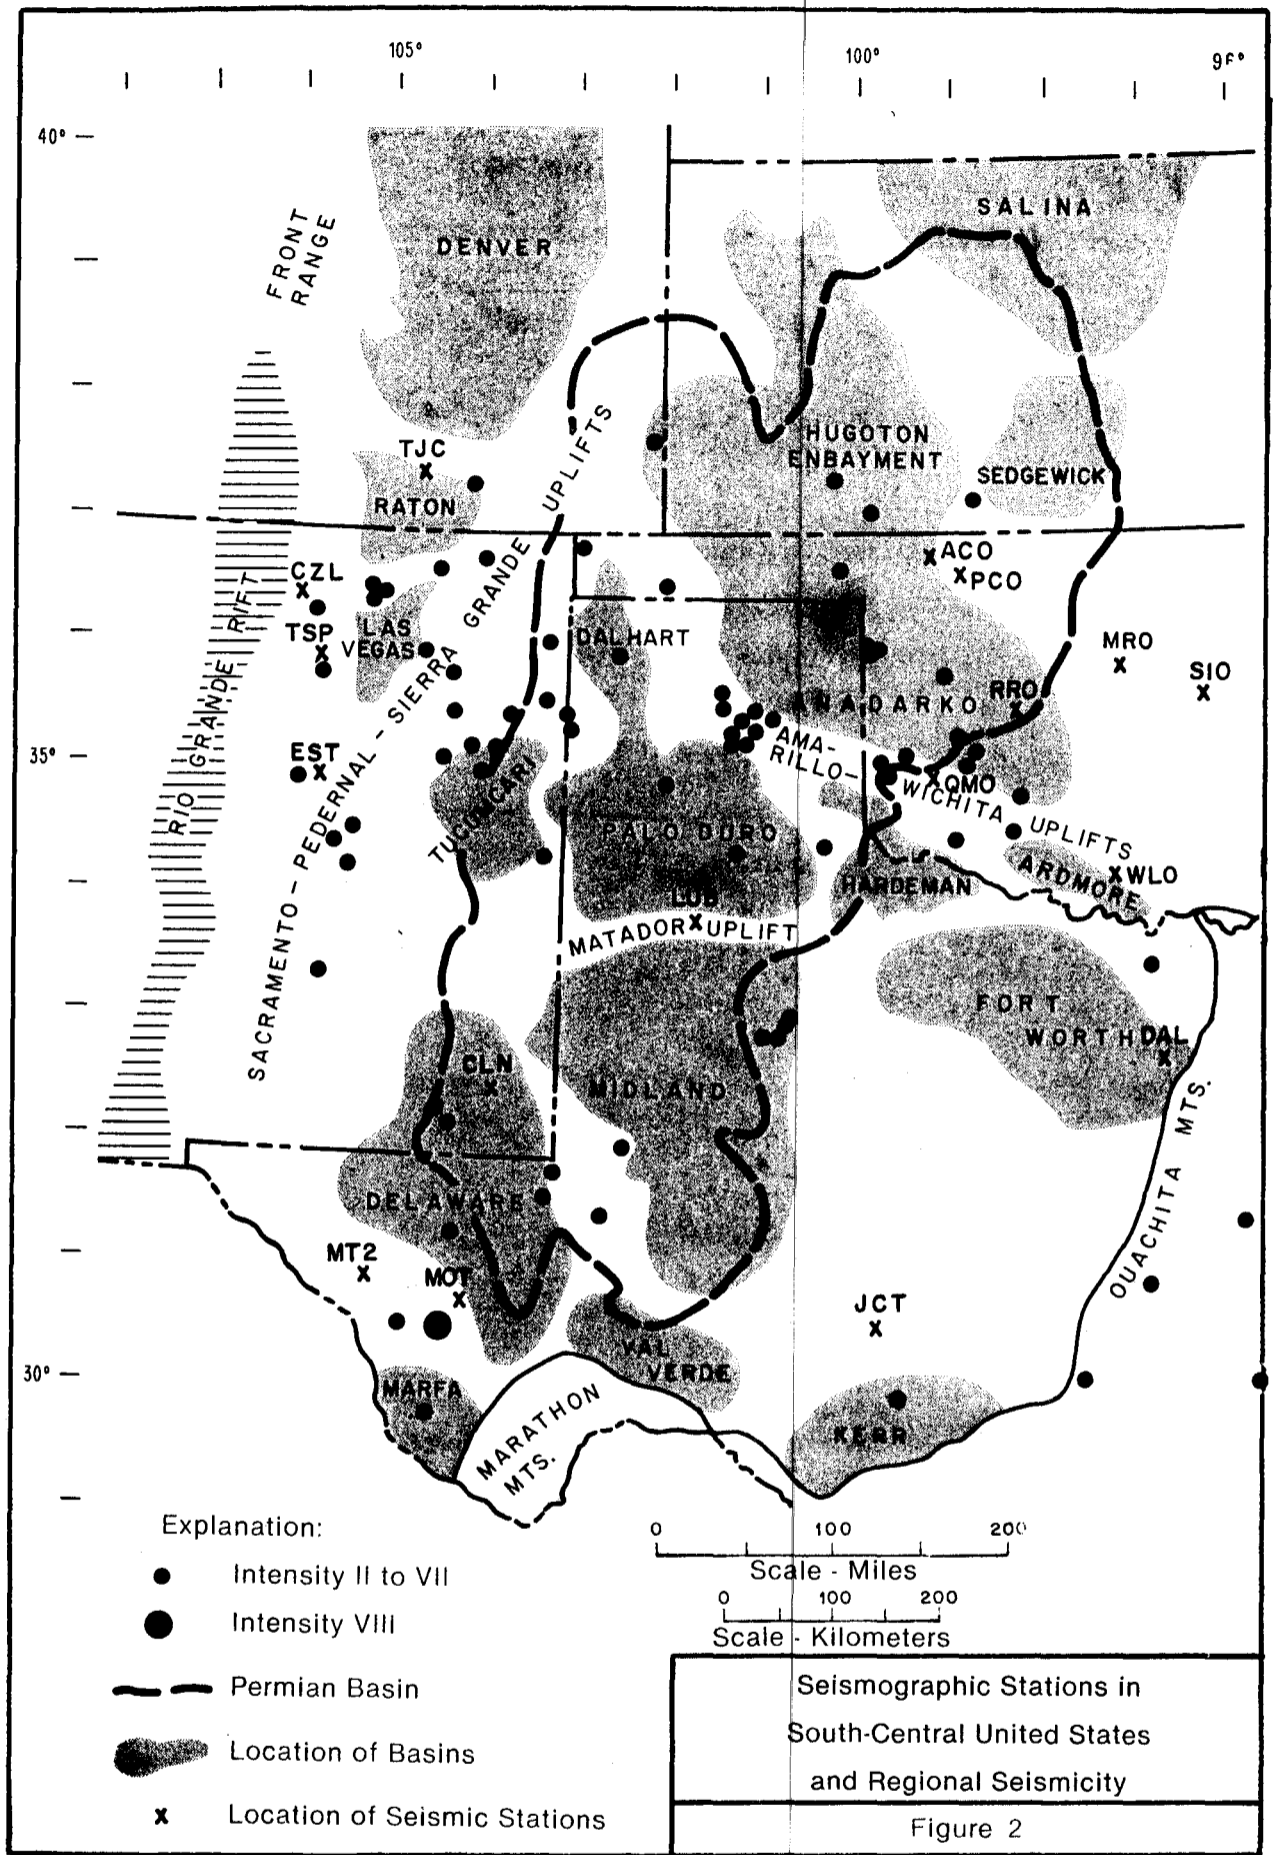 105°
100°
96°
40°
SALINA
FRONT
RANGE
DENVER
UPLIFTS
HUGOTON
ENBAYMENT
TJC
SEDGEWICK
RATON
GRANDE
ACO
PCO
CZL
RIFT
TSP
LAS
VEGAS
DALHART
MRO
SIO
SACRAMENTO-PEDERNAL-SIERRA
RIO GRANDE
ANADARKO
RRO
35°
EST
AMA-
RILLO-
TUCUMCARI
QMO
WICHITA UPLIFTS
PALO DURO
ARDMORE
WLO
HARDEMAN
LUB
MATADOR UPLIFT
FORT
WORTH
DAL
CLN
MIDLAND
OUACHITA MTS.
DELAWARE
MT2
MOT
JCT
30°
VAL
VERDE
MARFA
MARATHON
MTS.
KERR
Explanation:
Intensity II to VII
Intensity VIII
Permian Basin
Location of Basins
Location of Seismic Stations
0 100 200
Scale - Miles
0 100 200
Scale - Kilometers
Seismographic Stations in
South-Central United States
and Regional Seismicity
Figure 2